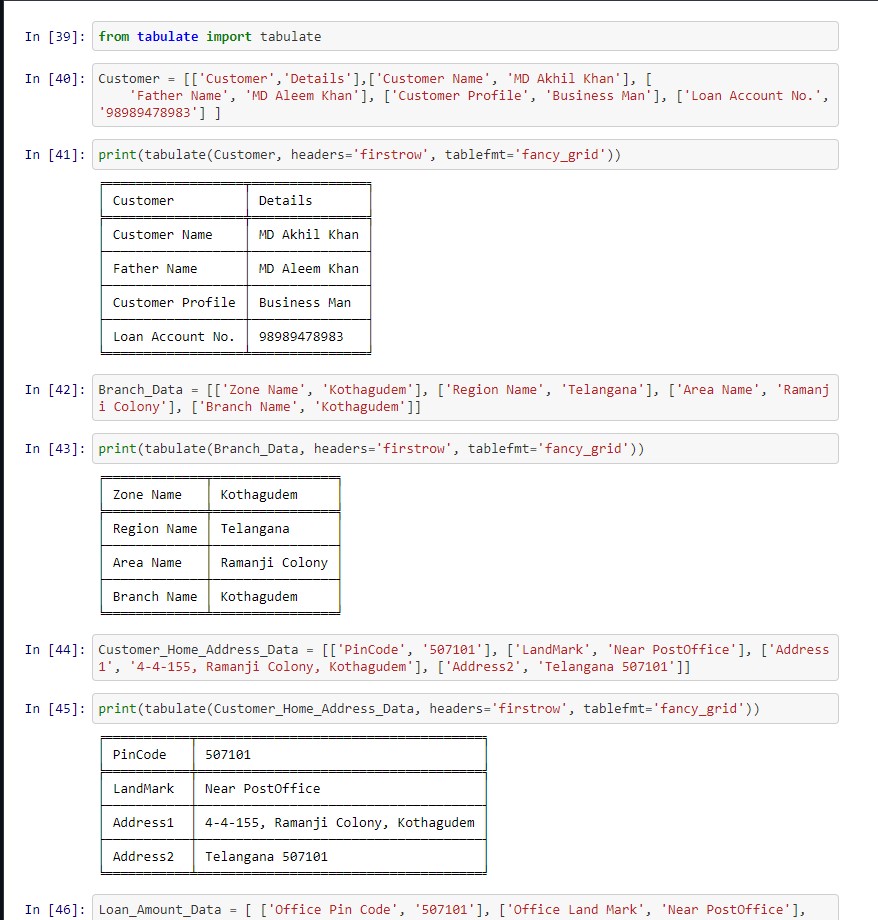 In [39]: from tabulate import tabulate
In [40]: Customer = [['Customer','Details'],['Customer Name', 'MD Akhil Khan'], [
'Father Name', 'MD Aleem Khan'], ['Customer Profile', 'Business Man'], ['Loan Account No.',
'98989478983'] ]
In [41]: print(tabulate(Customer, headers='firstrow', tablefmt='fancy_grid'))
Customer Details
Customer Name MD Akhil Khan
Father Name MD Aleem Khan
Customer Profile Business Man
Loan Account No. 98989478983
In [42]: Branch_Data = [['Zone Name', 'Kothagudem'], ['Region Name', 'Telangana'], ['Area Name', 'Ramanj
i Colony'], ['Branch Name', 'Kothagudem']]
In [43]: print(tabulate(Branch_Data, headers='firstrow', tablefmt='fancy_grid'))
Zone Name Kothagudem
Region Name Telangana
Area Name Ramanji Colony
Branch Name Kothagudem
In [44]: Customer_Home_Address_Data = [['PinCode', '507101'], ['LandMark', 'Near PostOffice'], ['Address
1', '4-4-155, Ramanji Colony, Kothagudem'], ['Address2', 'Telangana 507101']]
In [45]: print(tabulate(Customer_Home_Address_Data, headers='firstrow', tablefmt='fancy_grid'))
PinCode 507101
LandMark Near PostOffice
Address1 4-4-155, Ramanji Colony, Kothagudem
Address2 Telangana 507101
In [46]: Loan_Amount_Data = [ ['Office Pin Code', '507101'], ['Office Land Mark', 'Near PostOffice'],